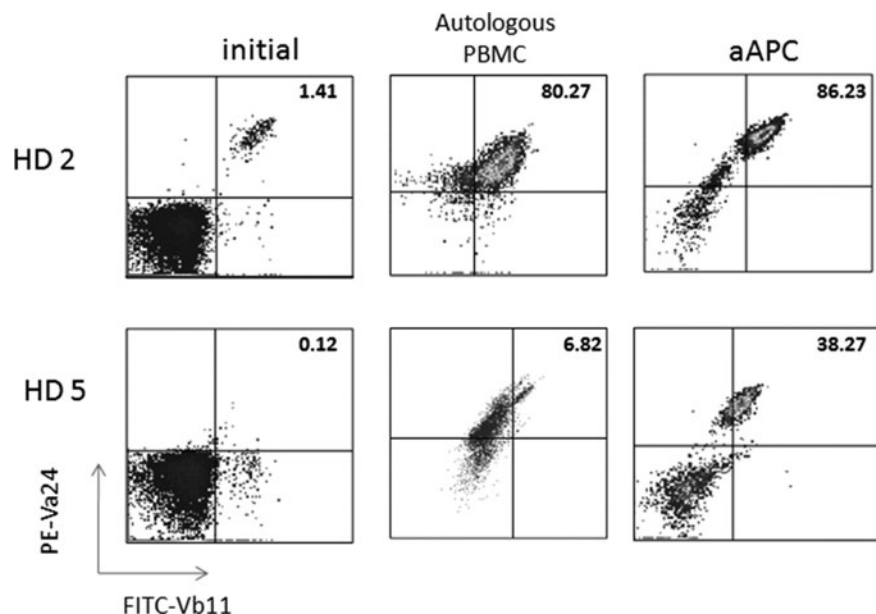 initial
Autologous
PBMC
aAPC
HD 2
1.41
80.27
86.23
HD 5
0.12
6.82
38.27
PE-Va24
FITC-Vb11